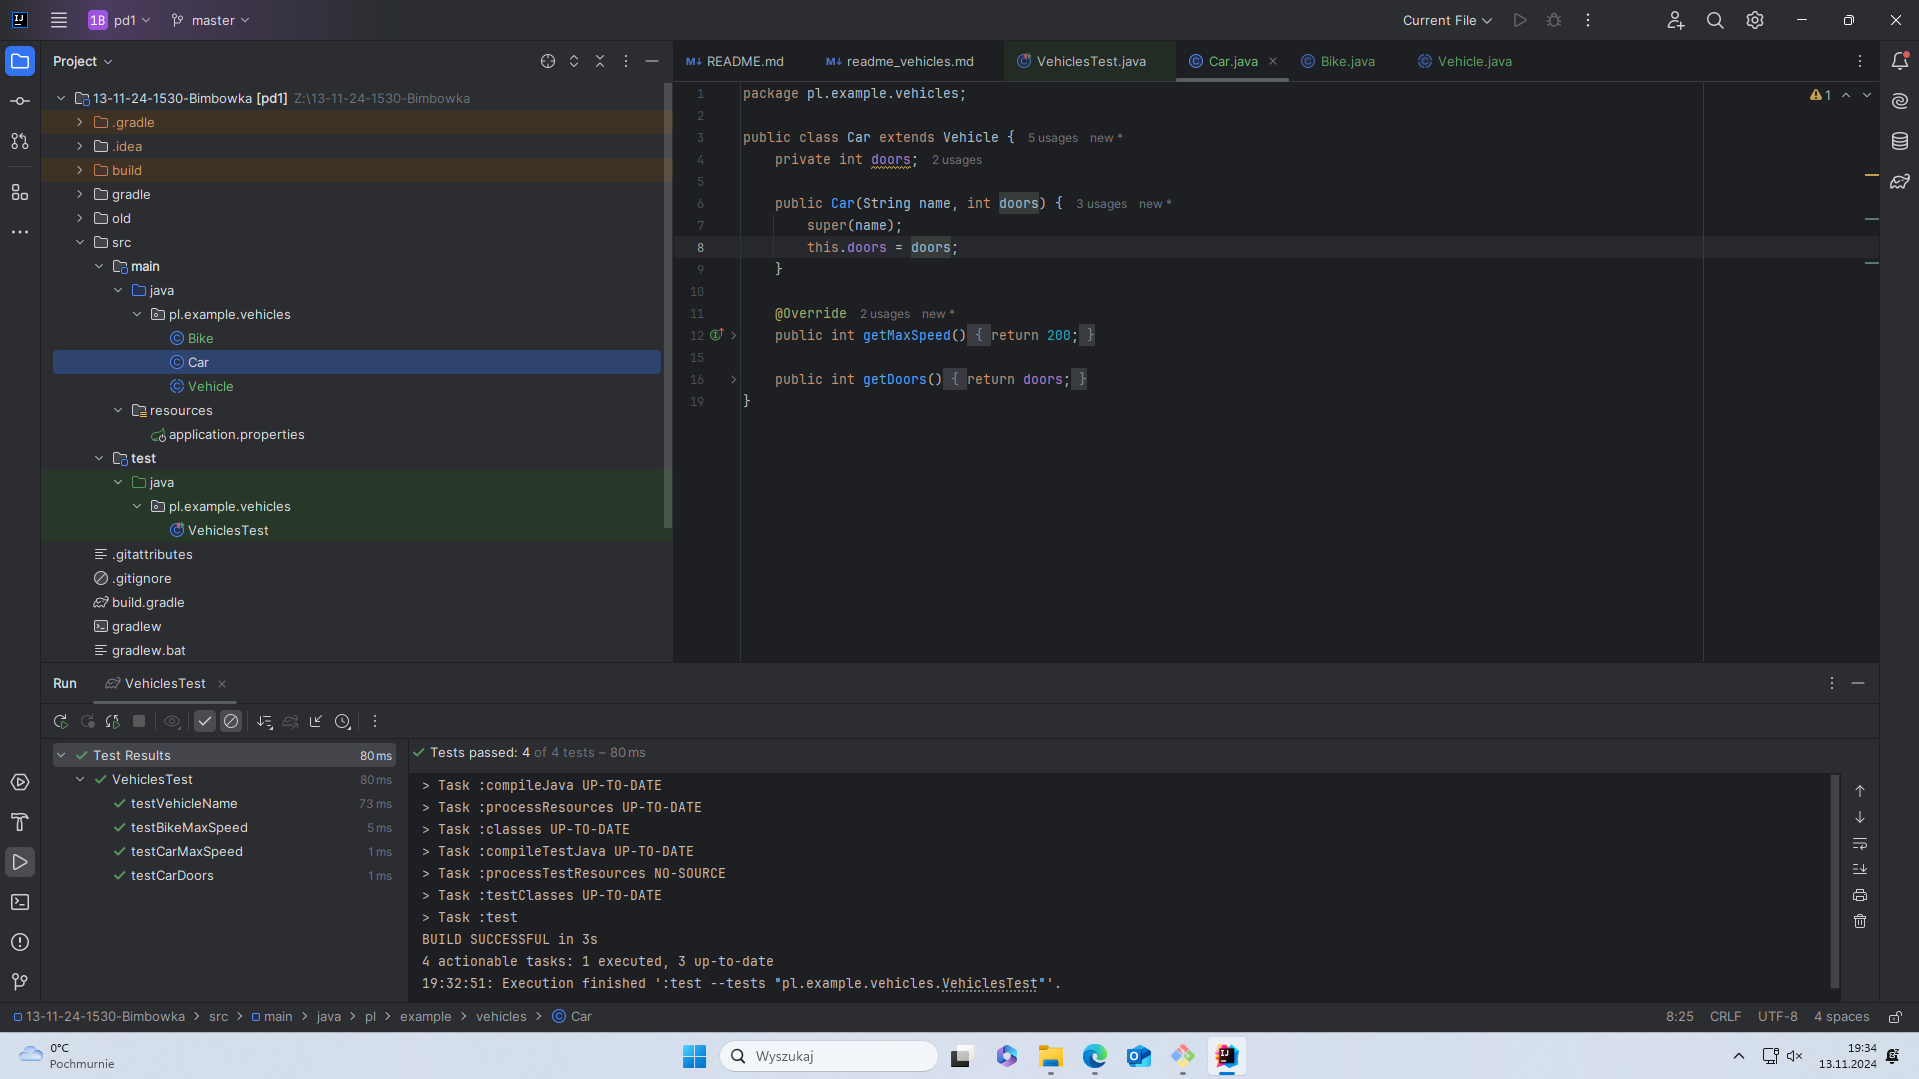 1B pd1 master Current File
Project
README.md readme_vehicles.md VehiclesTest.java Car.java Bike.java Vehicle.java
13-11-24-1530-Bimbowka [pd1] Z:\13-11-24-1530-Bimbowka
.gradle
.idea
build
gradle
old
src
main
java
pl.example.vehicles
Bike
Car
Vehicle
resources
application.properties
test
java
pl.example.vehicles
VehiclesTest
.gitattributes
.gitignore
build.gradle
gradlew
gradlew.bat
1 package pl.example.vehicles;
2
3 public class Car extends Vehicle { 5 usages new *
4 private int doors; 2 usages
5
6 public Car(String name, int doors) { 3 usages new *
7 super(name);
8 this.doors = doors;
9 }
10
11 @Override 2 usages new *
12 public int getMaxSpeed() { return 200; }
15
16 public int getDoors() { return doors; }
19 }
1
Run VehiclesTest
Test Results 80 ms
VehiclesTest 80 ms
testVehicleName 73 ms
testBikeMaxSpeed 5 ms
testCarMaxSpeed 1 ms
testCarDoors 1 ms
Tests passed: 4 of 4 tests – 80 ms
> Task :compileJava UP-TO-DATE
> Task :processResources UP-TO-DATE
> Task :classes UP-TO-DATE
> Task :compileTestJava UP-TO-DATE
> Task :processTestResources NO-SOURCE
> Task :testClasses UP-TO-DATE
> Task :test
BUILD SUCCESSFUL in 3s
4 actionable tasks: 1 executed, 3 up-to-date
19:32:51: Execution finished ':test --tests "pl.example.vehicles.VehiclesTest"'.
13-11-24-1530-Bimbowka > src > main > java > pl > example > vehicles > Car 8:25 CRLF UTF-8 4 spaces
0°C
Pochmurnie
Wyszukaj
19:34
13.11.2024